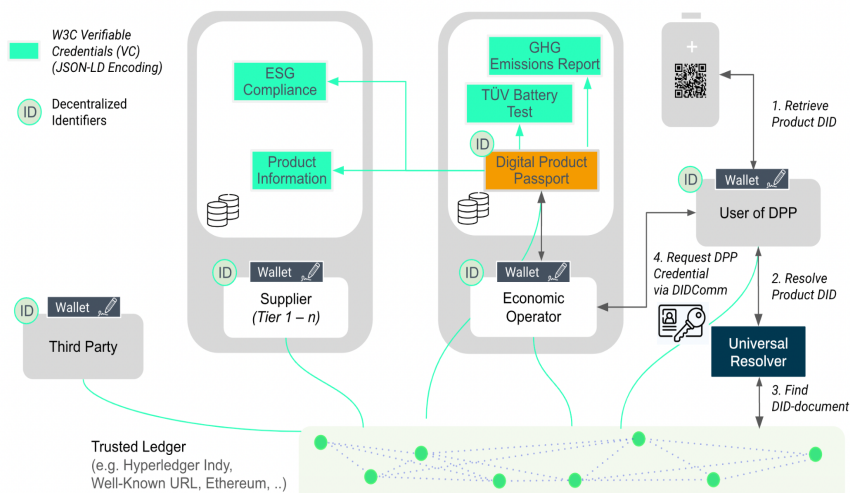 W3C Verifiable
Credentials (VC)
(JSON-LD Encoding)
ID
Decentralized
Identifiers
ESG
Compliance
Product
Information
GHG
Emissions Report
TÜV Battery
Test
ID
Digital Product
Passport
1. Retrieve
Product DID
ID
Wallet
User of DPP
4. Request DPP
Credential
via DIDComm
2. Resolve
Product DID
ID
Wallet
Supplier
(Tier 1 – n)
ID
Wallet
Economic
Operator
ID
Wallet
Third Party
Universal
Resolver
3. Find
DID-document
Trusted Ledger
(e.g. Hyperledger Indy,
Well-Known URL, Ethereum, ..)